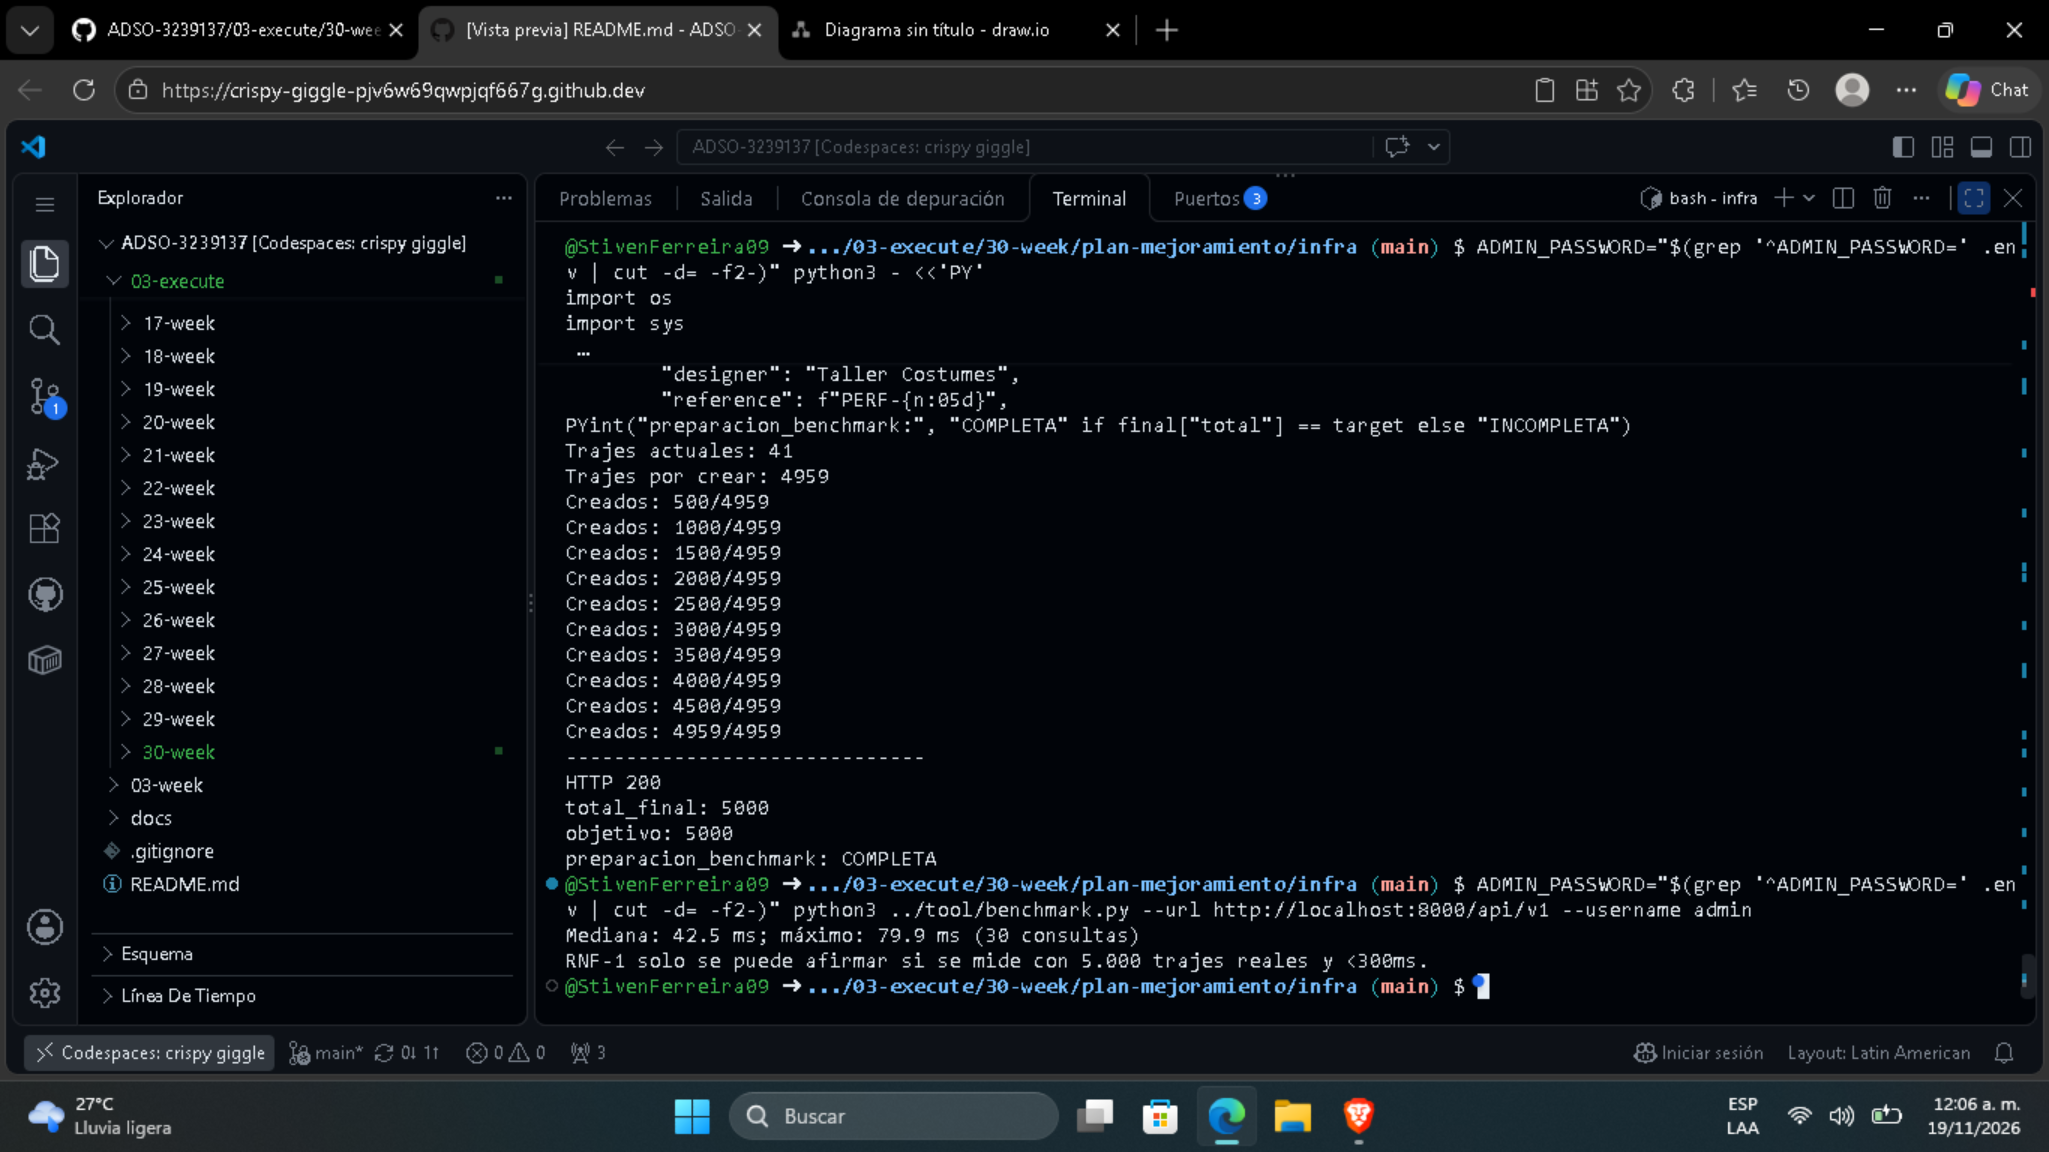 ADSO-3239137/03-execute/30-wee
[Vista previa] README.md - ADSO-
Diagrama sin título - draw.io
https://crispy-giggle-pjv6w69qwpjqf667g.github.dev
Chat
ADSO-3239137 [Codespaces: crispy giggle]
Explorador
ADSO-3239137 [Codespaces: crispy giggle]
03-execute
17-week
18-week
19-week
20-week
21-week
22-week
23-week
24-week
25-week
26-week
27-week
28-week
29-week
30-week
03-week
docs
.gitignore
README.md
Esquema
Línea De Tiempo
1
Problemas
Salida
Consola de depuración
Terminal
Puertos 3
bash - infra
@StivenFerreira09 ➜ .../03-execute/30-week/plan-mejoramiento/infra (main) $ ADMIN_PASSWORD="$(grep '^ADMIN_PASSWORD=' .en
v | cut -d= -f2-)" python3 - <<'PY'
import os
import sys
…
"designer": "Taller Costumes",
"reference": f"PERF-{n:05d}",
PYint("preparacion_benchmark:", "COMPLETA" if final["total"] == target else "INCOMPLETA")
Trajes actuales: 41
Trajes por crear: 4959
Creados: 500/4959
Creados: 1000/4959
Creados: 1500/4959
Creados: 2000/4959
Creados: 2500/4959
Creados: 3000/4959
Creados: 3500/4959
Creados: 4000/4959
Creados: 4500/4959
Creados: 4959/4959
------------------------------
HTTP 200
total_final: 5000
objetivo: 5000
preparacion_benchmark: COMPLETA
@StivenFerreira09 ➜ .../03-execute/30-week/plan-mejoramiento/infra (main) $ ADMIN_PASSWORD="$(grep '^ADMIN_PASSWORD=' .en
v | cut -d= -f2-)" python3 ../tool/benchmark.py --url http://localhost:8000/api/v1 --username admin
Mediana: 42.5 ms; máximo: 79.9 ms (30 consultas)
RNF-1 solo se puede afirmar si se mide con 5.000 trajes reales y <300ms.
@StivenFerreira09 ➜ .../03-execute/30-week/plan-mejoramiento/infra (main) $
Codespaces: crispy giggle
main*
0↓ 1↑
0
0
3
Iniciar sesión
Layout: Latin American
27°C
Lluvia ligera
Buscar
ESP
LAA
12:06 a. m.
19/11/2026